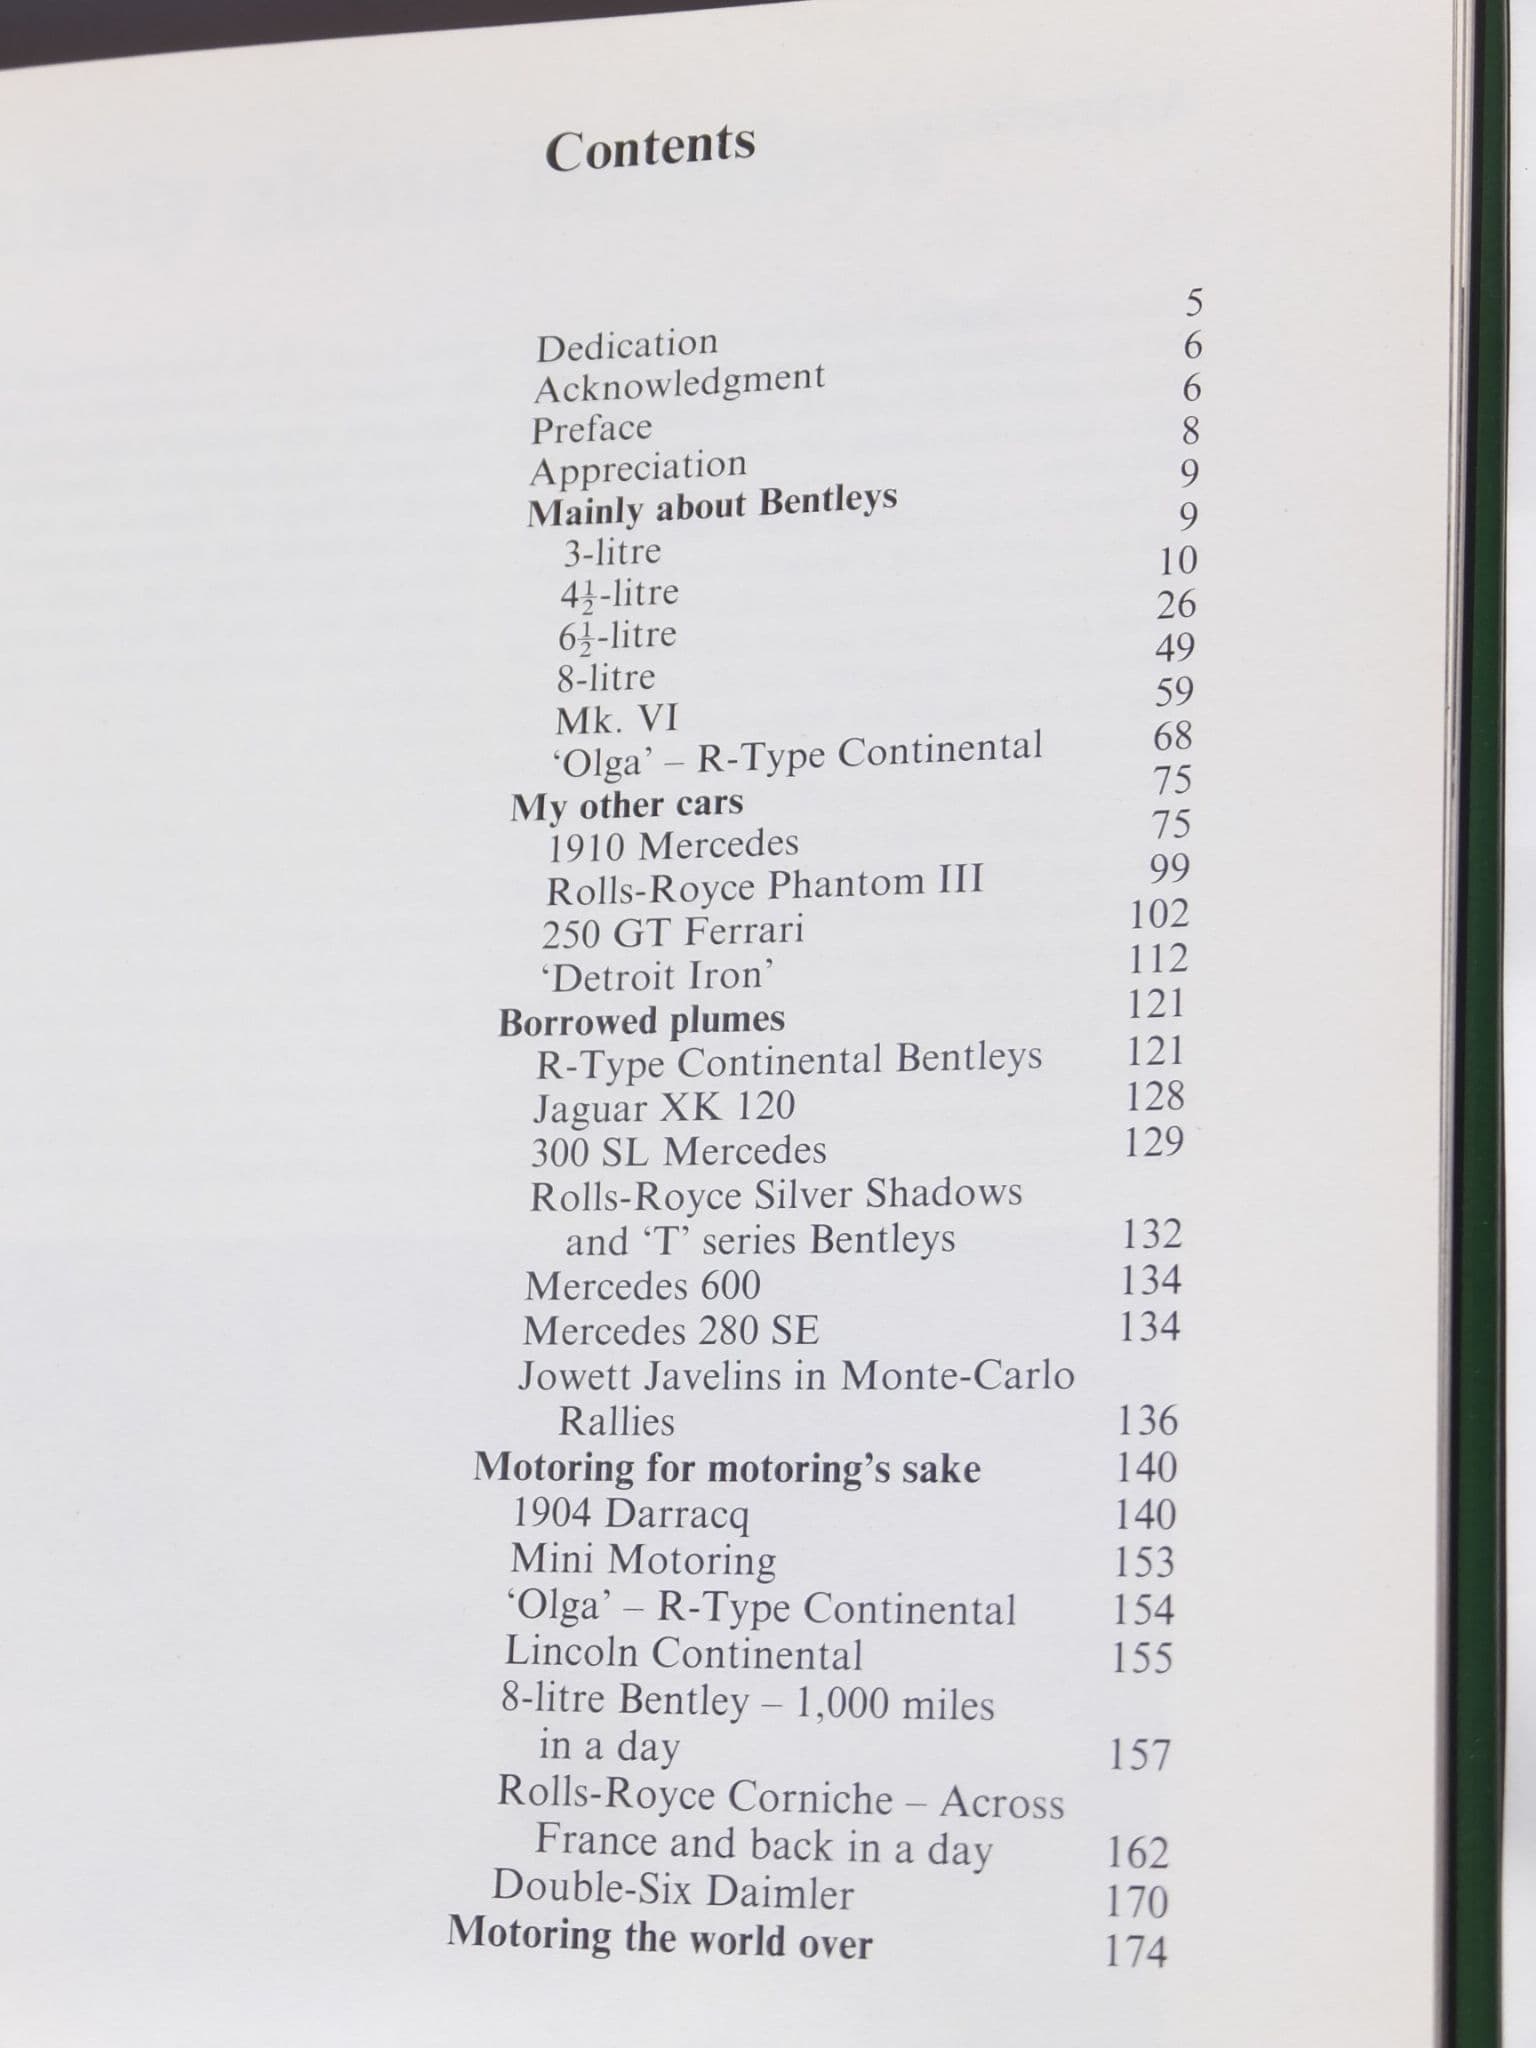 Contents
Dedication 5
Acknowledgment 6
Preface 6
Appreciation 8
Mainly about Bentleys 9
3-litre 9
4½-litre 10
6½-litre 26
8-litre 49
Mk. VI 59
‘Olga’ – R-Type Continental 68
My other cars 75
1910 Mercedes 75
Rolls-Royce Phantom III 99
250 GT Ferrari 102
‘Detroit Iron’ 112
Borrowed plumes 121
R-Type Continental Bentleys 121
Jaguar XK 120 128
300 SL Mercedes 129
Rolls-Royce Silver Shadows
and ‘T’ series Bentleys 132
Mercedes 600 134
Mercedes 280 SE 134
Jowett Javelins in Monte-Carlo
Rallies 136
Motoring for motoring’s sake 140
1904 Darracq 140
Mini Motoring 153
‘Olga’ – R-Type Continental 154
Lincoln Continental 155
8-litre Bentley – 1,000 miles
in a day 157
Rolls-Royce Corniche – Across
France and back in a day 162
Double-Six Daimler 170
Motoring the world over 174